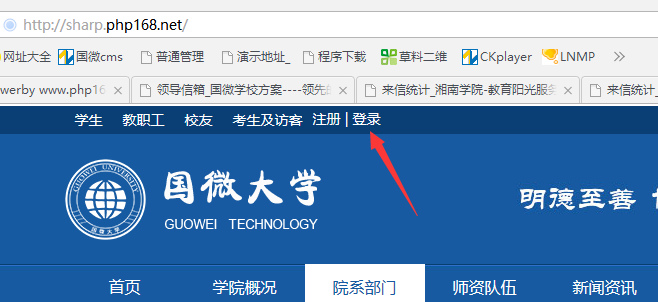 http://sharp.php168.net/
网址大全 国微cms 普通管理 演示地址_ 程序下载 草料二维 CKplayer LNMP
werby www.php16 领导信箱_国微学校方案----领先的 来信统计_湘南学院-教育阳光服务 来信统计_
学生 教职工 校友 考生及访客 注册 | 登录
国微大学
明德至善
GUOWEI TECHNOLOGY
GUOWEI UNIVERSITY
国微大学
首页 学院概况 院系部门 师资队伍 新闻资讯